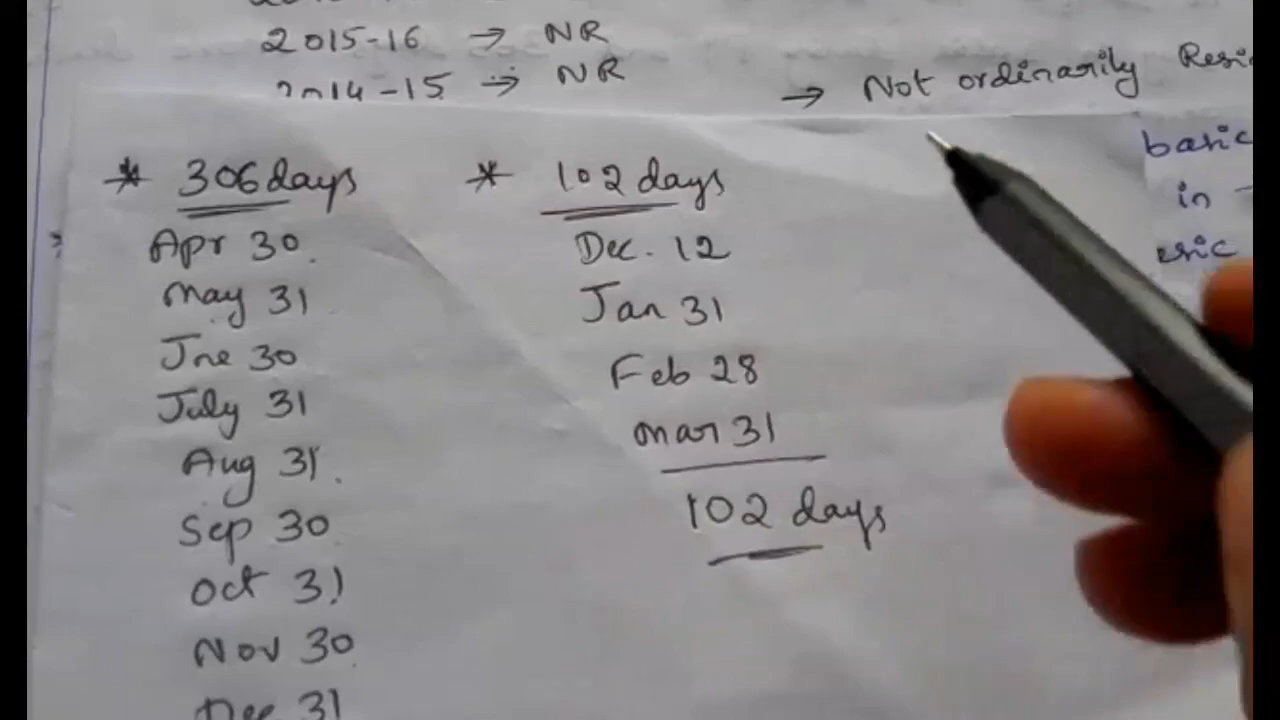 2015-16 → NR
2014-15 → NR
→ Not ordinarily
basic
in
* 306 days
Apr 30
May 31
Jne 30
July 31
Aug 31
Sep 30
Oct 31
Nov 30
Dec 31
* 102 days
Dec. 12
Jan 31
Feb 28
Mar 31
102 days